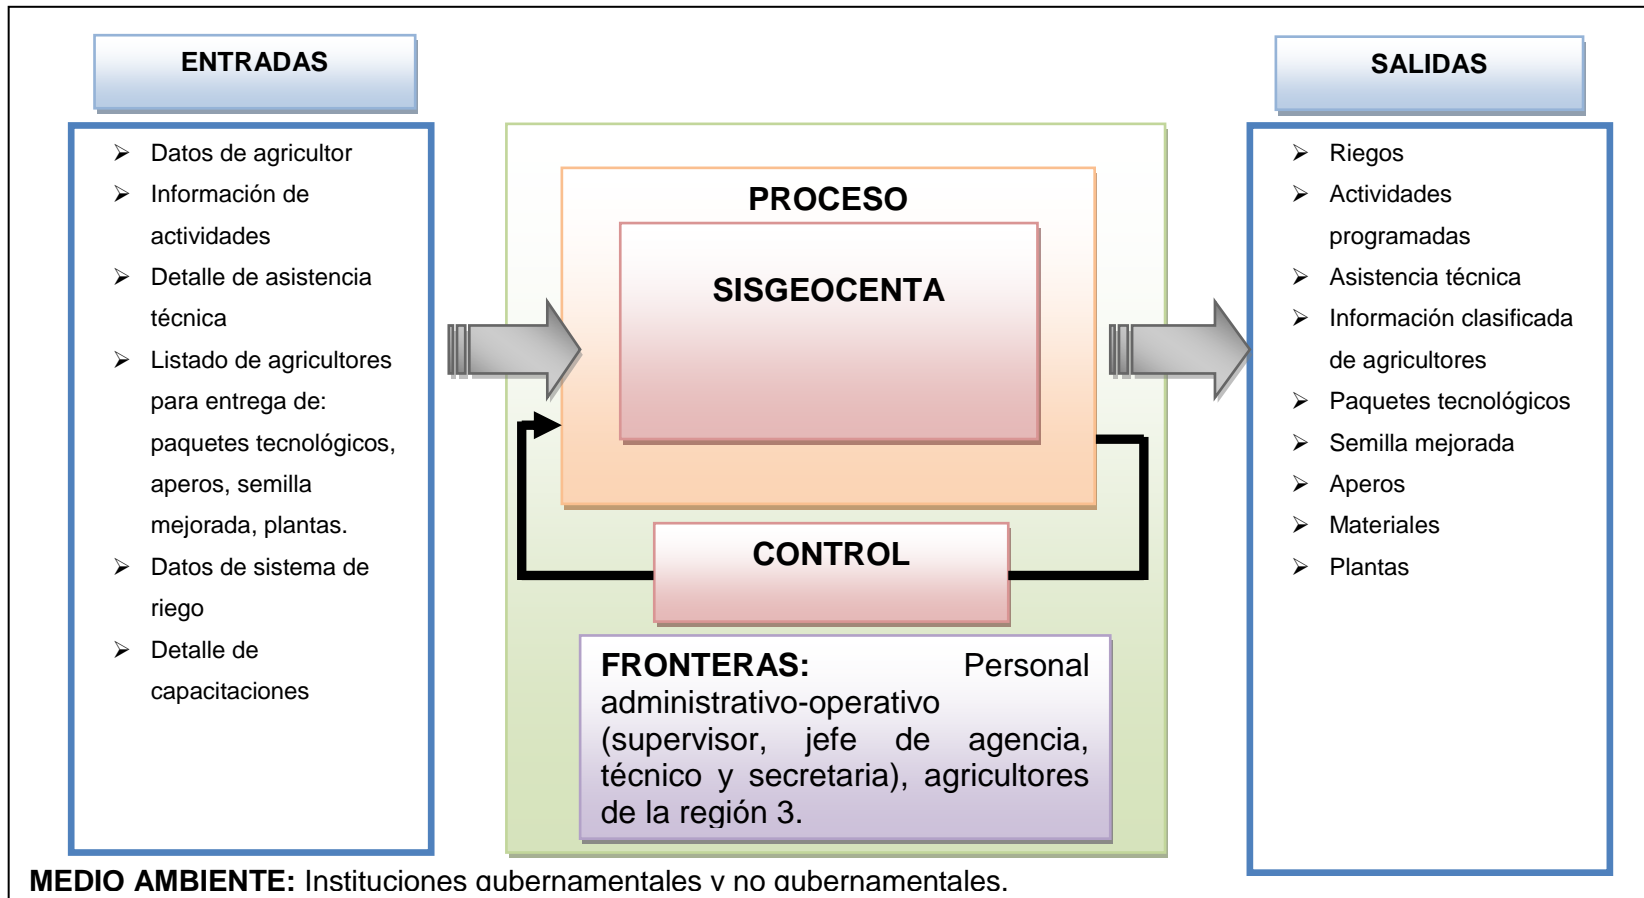 ENTRADAS
Datos de agricultor
Información de
actividades
Detalle de asistencia
técnica
Listado de agricultores
para entrega de:
paquetes tecnológicos,
aperos, semilla
mejorada, plantas.
Datos de sistema de
riego
Detalle de
capacitaciones
PROCESO
SISGEOCENTA
CONTROL
FRONTERAS: Personal
administrativo-operativo
(supervisor, jefe de agencia,
técnico y secretaria), agricultores
de la región 3.
SALIDAS
Riegos
Actividades
programadas
Asistencia técnica
Información clasificada
de agricultores
Paquetes tecnológicos
Semilla mejorada
Aperos
Materiales
Plantas
MEDIO AMBIENTE: Instituciones gubernamentales y no gubernamentales.